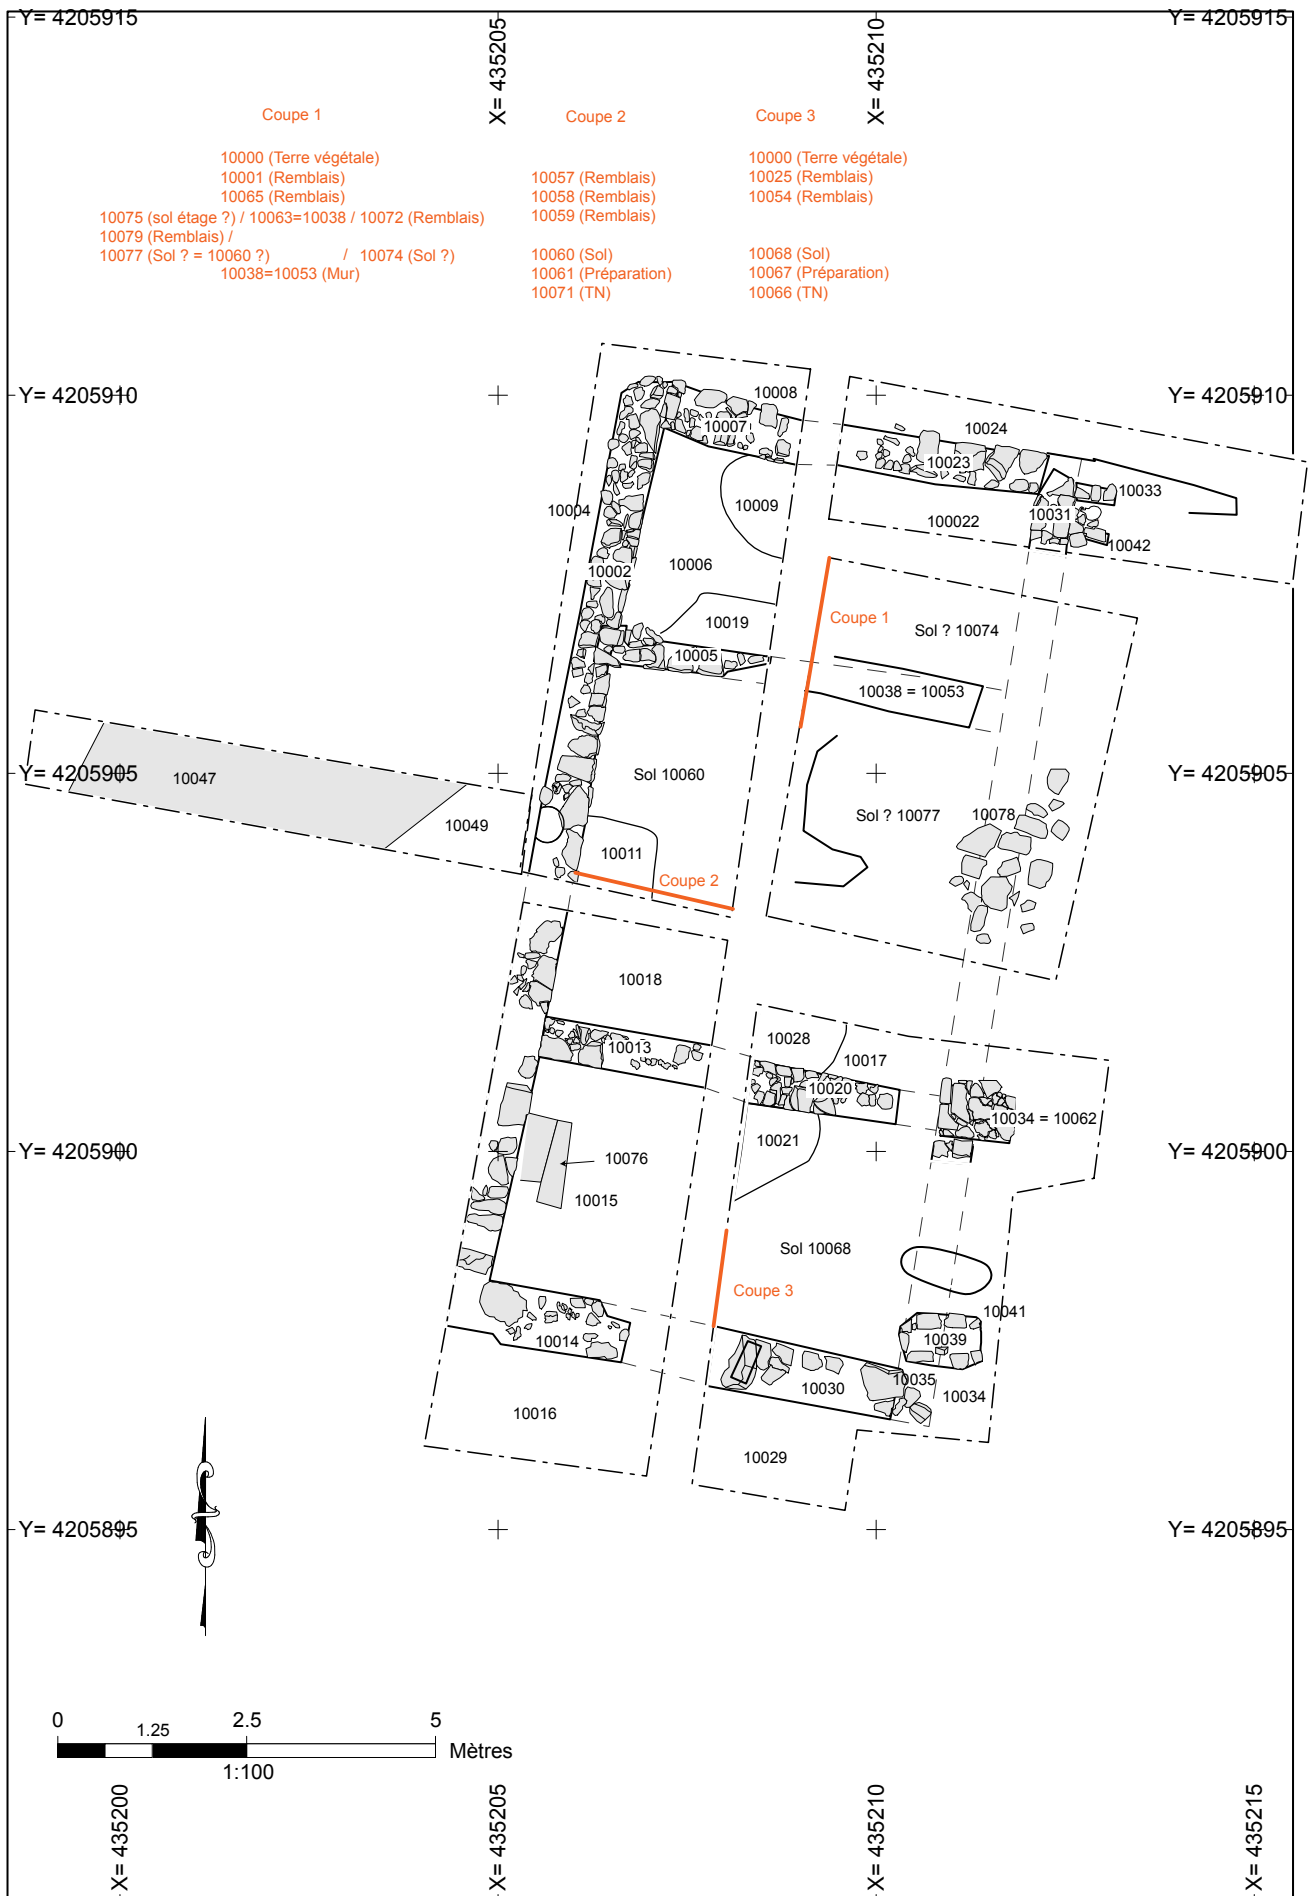 Y= 4205915
X= 435205
X= 435210
Y= 4205915
Coupe 1
10000 (Terre végétale)
10001 (Remblais)
10065 (Remblais)
10075 (sol étage ?) / 10063=10038 / 10072 (Remblais)
10079 (Remblais) /
10077 (Sol ? = 10060 ?) / 10074 (Sol ?)
10038=10053 (Mur)
Coupe 2
10057 (Remblais)
10058 (Remblais)
10059 (Remblais)
10060 (Sol)
10061 (Préparation)
10071 (TN)
Coupe 3
10000 (Terre végétale)
10025 (Remblais)
10054 (Remblais)
10068 (Sol)
10067 (Préparation)
10066 (TN)
Y= 4205910
Y= 4205910
10008
10007
10024
10023
10033
10009
10004
10031
100022
10042
10002
10006
10019
Coupe 1
Sol ? 10074
10005
10038 = 10053
Y= 4205905
10047
Sol 10060
Y= 4205905
10049
Sol ? 10077
10078
10011
Coupe 2
10018
10013
10028
10017
10020
10034 = 10062
Y= 4205900
10021
Y= 4205900
10076
10015
Sol 10068
Coupe 3
10041
10014
10039
10035
10030
10034
10016
10029
Y= 4205895
Y= 4205895
0
1.25
2.5
5
Mètres
1:100
X= 435200
X= 435205
X= 435210
X= 435215